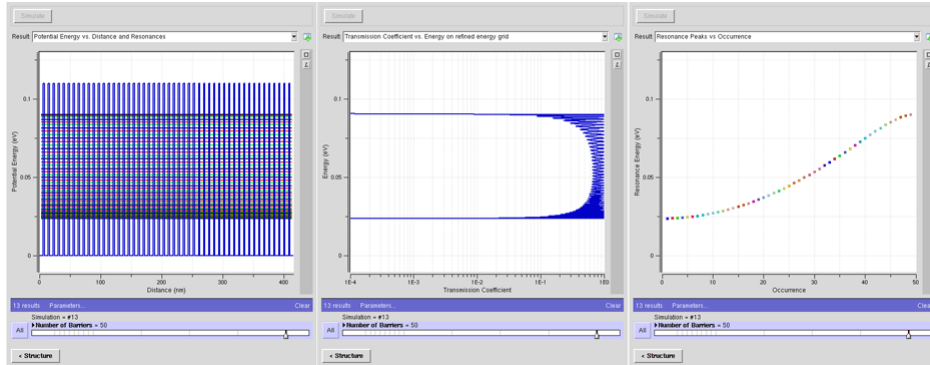 Simulate
Result: Potential Energy vs. Distance and Resonances
0.1
0.05
0
Potential Energy (eV)
0 100 200 300 400
Distance (nm)
13 results Parameters... Clear
Simulation = #13
All Number of Barriers = 50
< Structure
Simulate
Result: Transmission Coefficient vs. Energy on refined energy grid
0.1
0.05
0
Energy (eV)
1E-4 1E-3 1E-2 1E-1 1E0
Transmission Coefficient
13 results Parameters... Clear
Simulation = #13
All Number of Barriers = 50
< Structure
Simulate
Result: Resonance Peaks vs Occurrence
0.1
0.05
0
Resonance Energy (eV)
0 10 20 30 40 50
Occurrence
13 results Parameters... Clear
Simulation = #13
All Number of Barriers = 50
< Structure